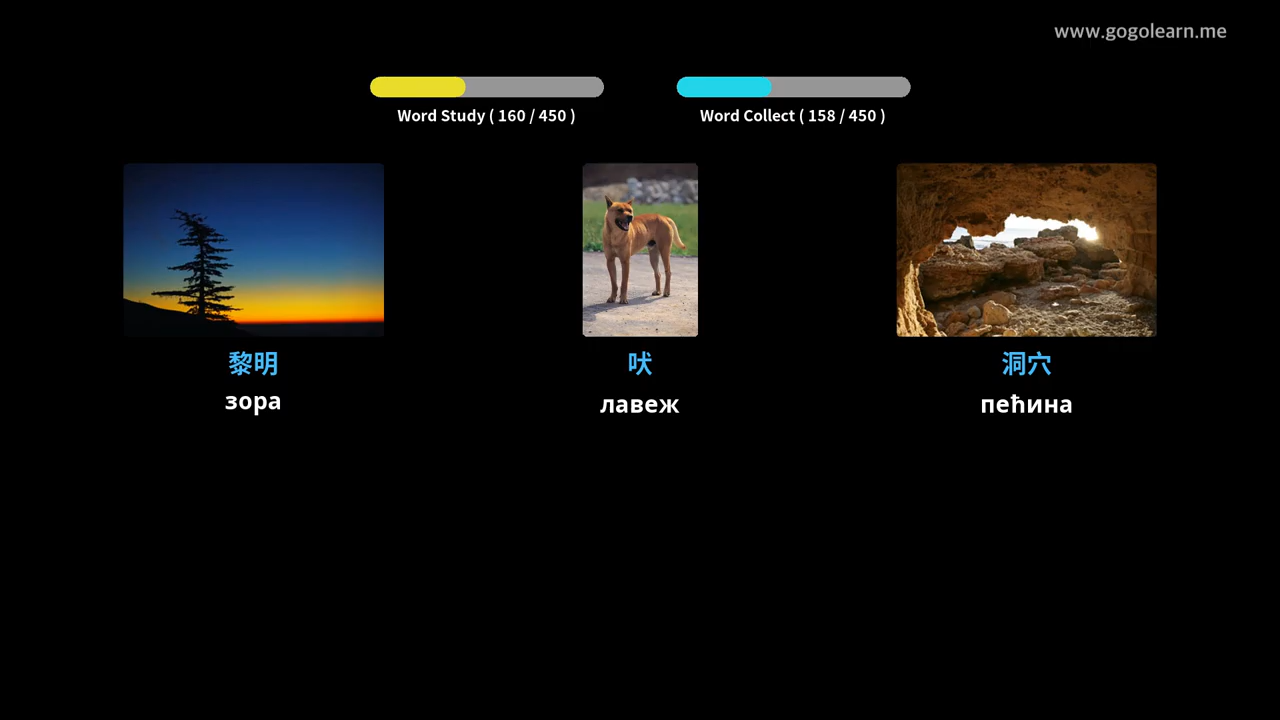 www.gogolearn.me
Word Study ( 160 / 450 )
Word Collect ( 158 / 450 )
黎明
吠
洞穴
зора
лавеж
пећина